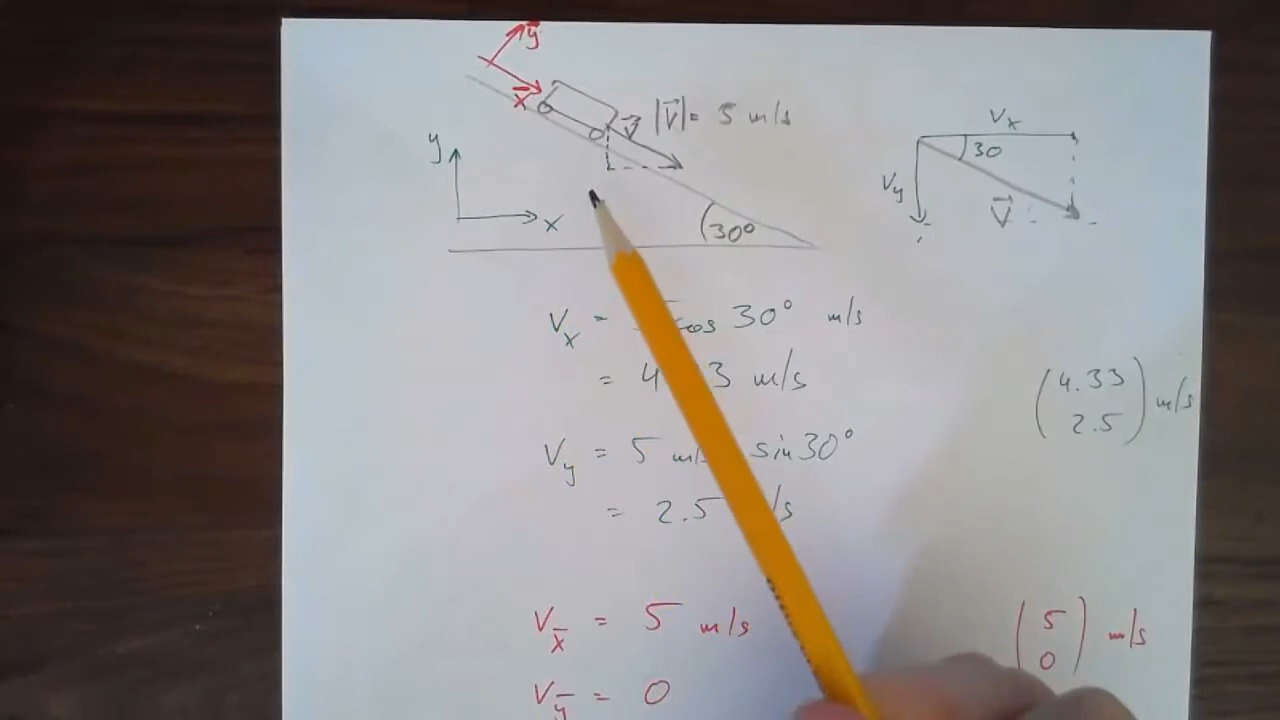 y̅
x̅
V⃗ |V⃗| = 5 m/s
y
x
30°
Vx
30
Vy
V⃗
Vx = cos 30° m/s
= 4 3 m/s
Vy = 5 m/s sin 30°
= 2.5 /s
(4.33
2.5) m/s
Vx̅ = 5 m/s
Vy̅ = 0
(5
0) m/s